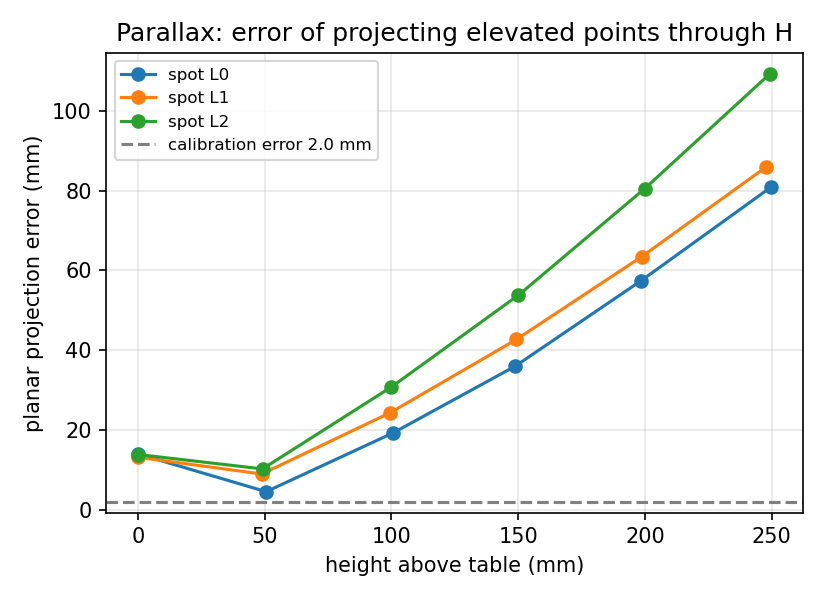 Parallax: error of projecting elevated points through H
spot L0
spot L1
spot L2
calibration error 2.0 mm
planar projection error (mm)
100
80
60
40
20
0
0 50 100 150 200 250
height above table (mm)